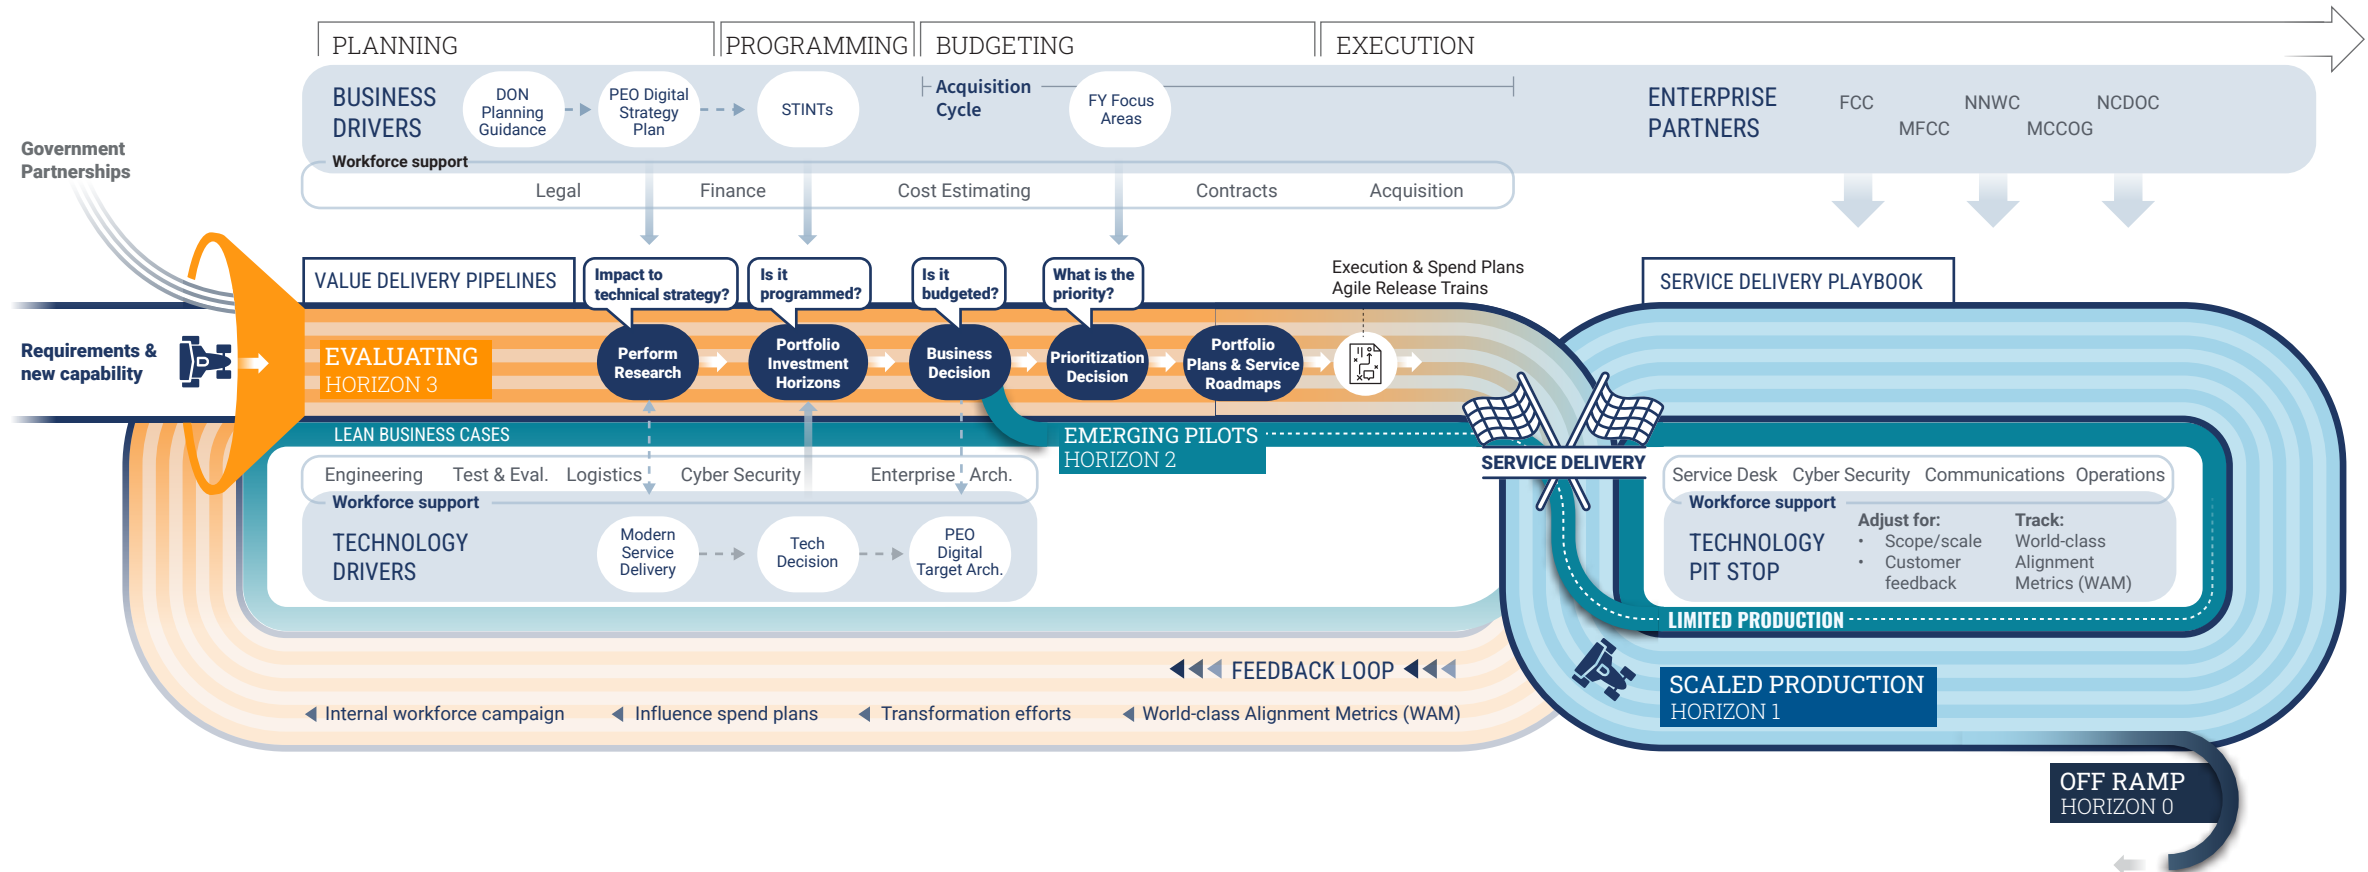 PLANNING
PROGRAMMING
BUDGETING
EXECUTION
BUSINESS
DRIVERS
DON
Planning
Guidance
PEO Digital
Strategy
Plan
STINTs
Acquisition
Cycle
FY Focus
Areas
ENTERPRISE
PARTNERS
FCC
NNWC
NCDOC
MFCC
MCCOG
Government
Partnerships
Workforce support
Legal
Finance
Cost Estimating
Contracts
Acquisition
VALUE DELIVERY PIPELINES
Impact to
technical strategy?
Is it
programmed?
Is it
budgeted?
What is the
priority?
Execution & Spend Plans
Agile Release Trains
SERVICE DELIVERY PLAYBOOK
Requirements &
new capability
D
EVALUATING
HORIZON 3
Perform
Research
Portfolio
Investment
Horizons
Business
Decision
Prioritization
Decision
Portfolio
Plans & Service
Roadmaps
LEAN BUSINESS CASES
EMERGING PILOTS
HORIZON 2
SERVICE DELIVERY
Engineering
Test & Eval.
Logistics
Cyber Security
Enterprise Arch.
Workforce support
TECHNOLOGY
DRIVERS
Modern
Service
Delivery
Tech
Decision
PEO
Digital
Target Arch.
Service Desk
Cyber Security
Communications
Operations
Workforce support
TECHNOLOGY
PIT STOP
Adjust for:
• Scope/scale
• Customer
feedback
Track:
World-class
Alignment
Metrics (WAM)
LIMITED PRODUCTION
FEEDBACK LOOP
D
SCALED PRODUCTION
HORIZON 1
Internal workforce campaign
Influence spend plans
Transformation efforts
World-class Alignment Metrics (WAM)
OFF RAMP
HORIZON 0